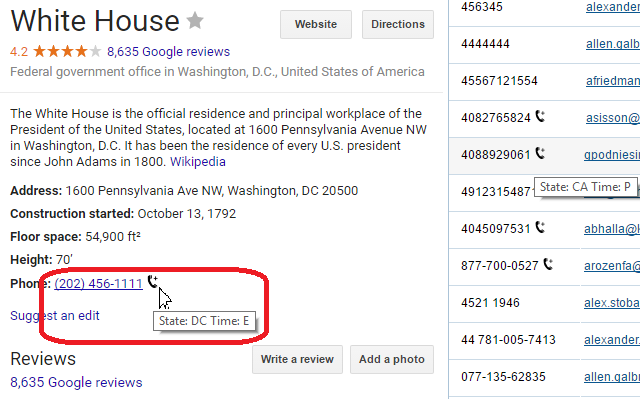 White House
Website
Directions
4.2
8,635 Google reviews
Federal government office in Washington, D.C., United States of America
The White House is the official residence and principal workplace of the
President of the United States, located at 1600 Pennsylvania Avenue NW
in Washington, D.C. It has been the residence of every U.S. president
since John Adams in 1800. Wikipedia
Address: 1600 Pennsylvania Ave NW, Washington, DC 20500
Construction started: October 13, 1792
Floor space: 54,900 ft²
Height: 70'
Phone: (202) 456-1111
State: DC Time: E
Suggest an edit
Reviews
Write a review
Add a photo
8,635 Google reviews
456345 alexander
4444444 allen.galb
45567121554 afriedman
4082765824 asisson@
4088929061 gpodniesin
State: CA Time: P
4912315487
4045097531 abhalla@k
877-700-0527 arozenfa@
4521 1946 alex.stoba
44 781-005-7413 alexander.
077-135-62835 allen.galbr